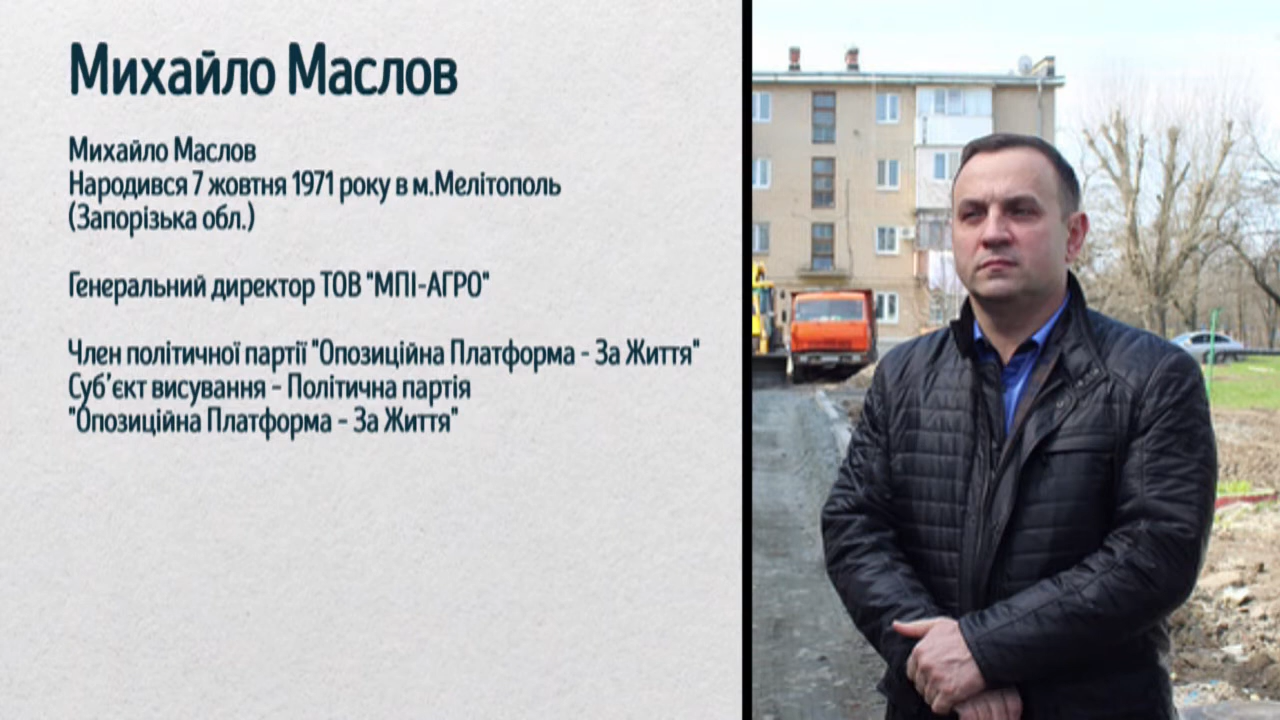 Михайло Маслов
Михайло Маслов
Народився 7 жовтня 1971 року в м.Мелітополь
(Запорізька обл.)
Генеральний директор ТОВ "МПІ-АГРО"
Член політичної партії "Опозиційна Платформа - За Життя"
Суб’єкт висування - Політична партія
"Опозиційна Платформа - За Життя"